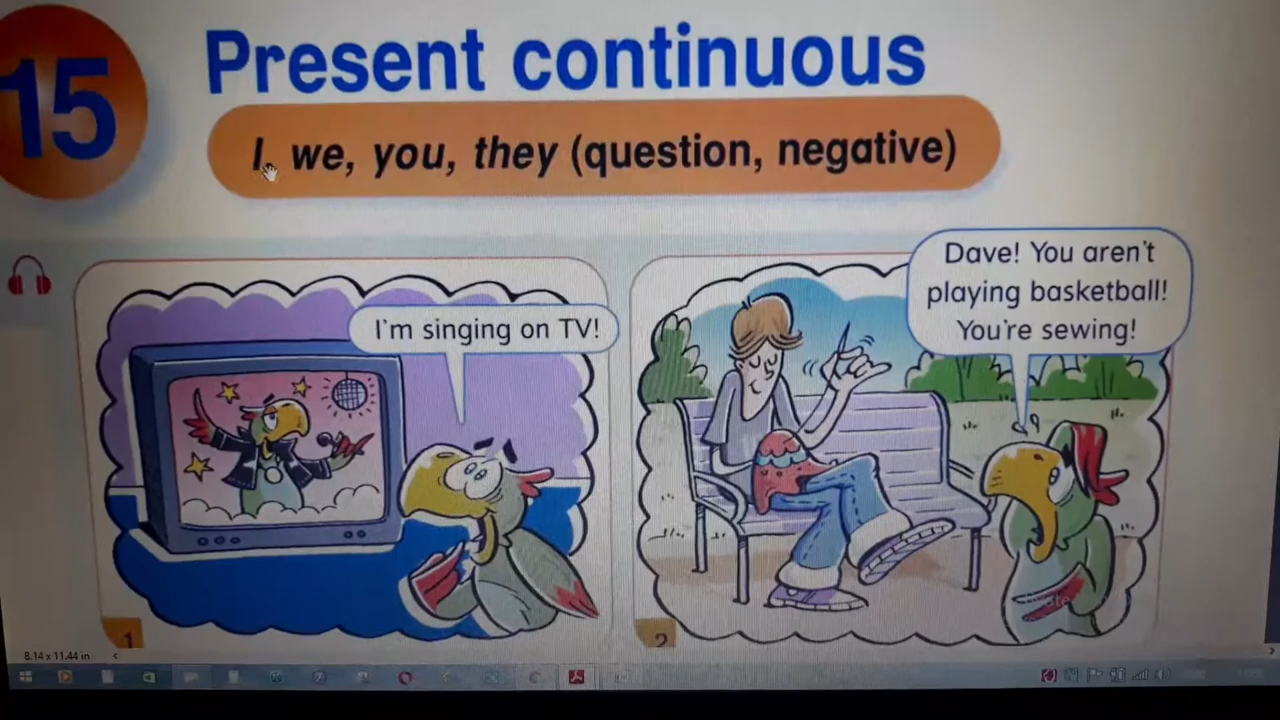 15
Present continuous
I, we, you, they (question, negative)
I'm singing on TV!
Dave! You aren't
playing basketball!
You're sewing!
1
2
8.14 x 11.44 in